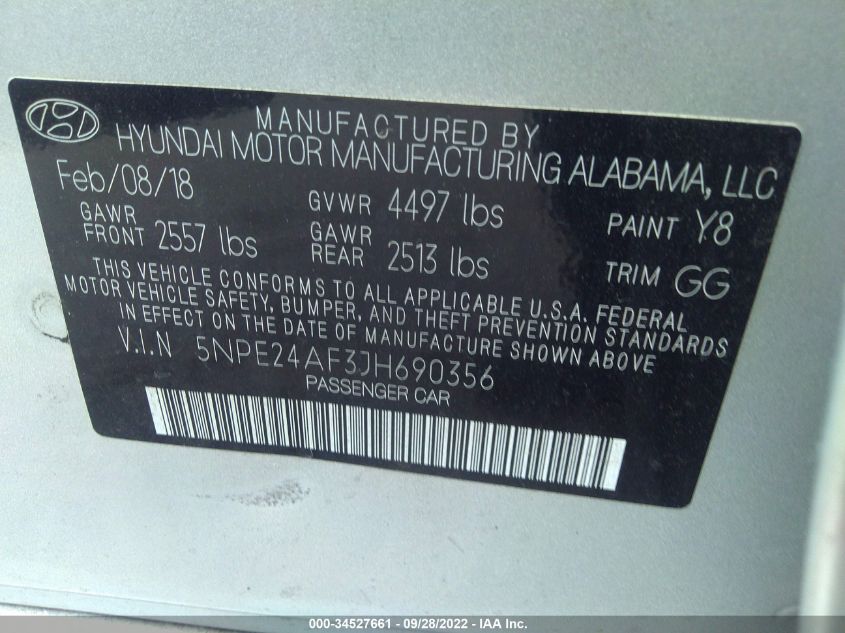 MANUFACTURED BY
HYUNDAI MOTOR MANUFACTURING ALABAMA, LLC
Feb/08/18 GVWR 4497 lbs PAINT Y8
GAWR FRONT 2557 lbs GAWR REAR 2513 lbs TRIM GG
THIS VEHICLE CONFORMS TO ALL APPLICABLE U.S.A. FEDERAL
MOTOR VEHICLE SAFETY, BUMPER, AND THEFT PREVENTION STANDARDS
IN EFFECT ON THE DATE OF MANUFACTURE SHOWN ABOVE
V.I.N 5NPE24AF3JH690356
PASSENGER CAR
000-34527661 - 09/28/2022 - IAA Inc.